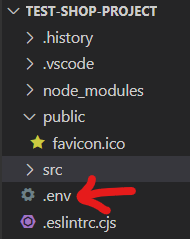 TEST-SHOP-PROJECT
.history
.vscode
node_modules
public
favicon.ico
src
.env
.eslintrc.cjs